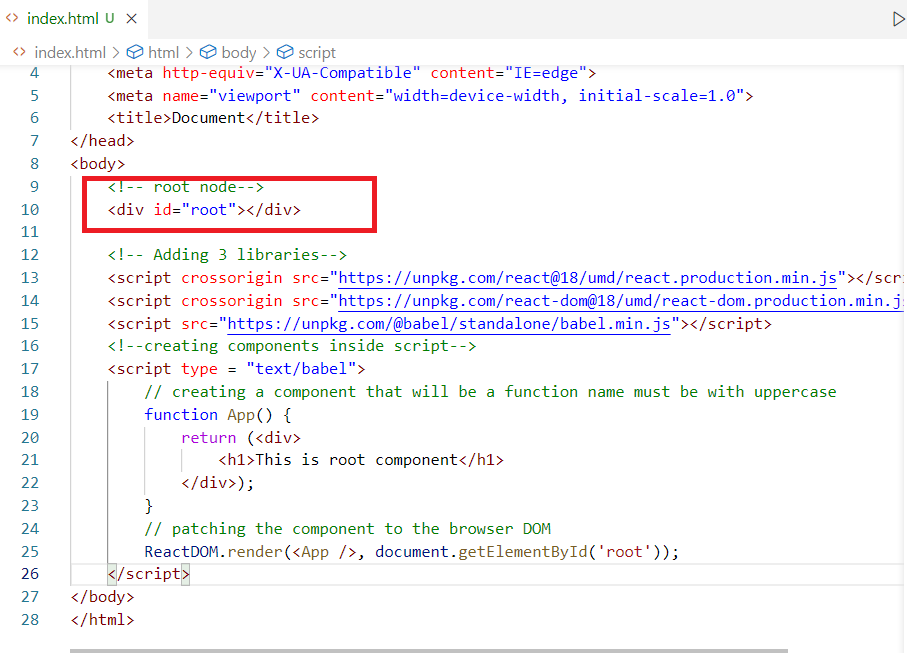 index.html U
index.html > html > body > script
4 <meta http-equiv="X-UA-Compatible" content="IE=edge">
5 <meta name="viewport" content="width=device-width, initial-scale=1.0">
6 <title>Document</title>
7 </head>
8 <body>
9 <!-- root node-->
10 <div id="root"></div>
11
12 <!-- Adding 3 libraries-->
13 <script crossorigin src="https://unpkg.com/react@18/umd/react.production.min.js"></scr
14 <script crossorigin src="https://unpkg.com/react-dom@18/umd/react-dom.production.min.j
15 <script src="https://unpkg.com/@babel/standalone/babel.min.js"></script>
16 <!--creating components inside script-->
17 <script type = "text/babel">
18 // creating a component that will be a function name must be with uppercase
19 function App() {
20 return (<div>
21 <h1>This is root component</h1>
22 </div>);
23 }
24 // patching the component to the browser DOM
25 ReactDOM.render(<App />, document.getElementById('root'));
26 </script>
27 </body>
28 </html>